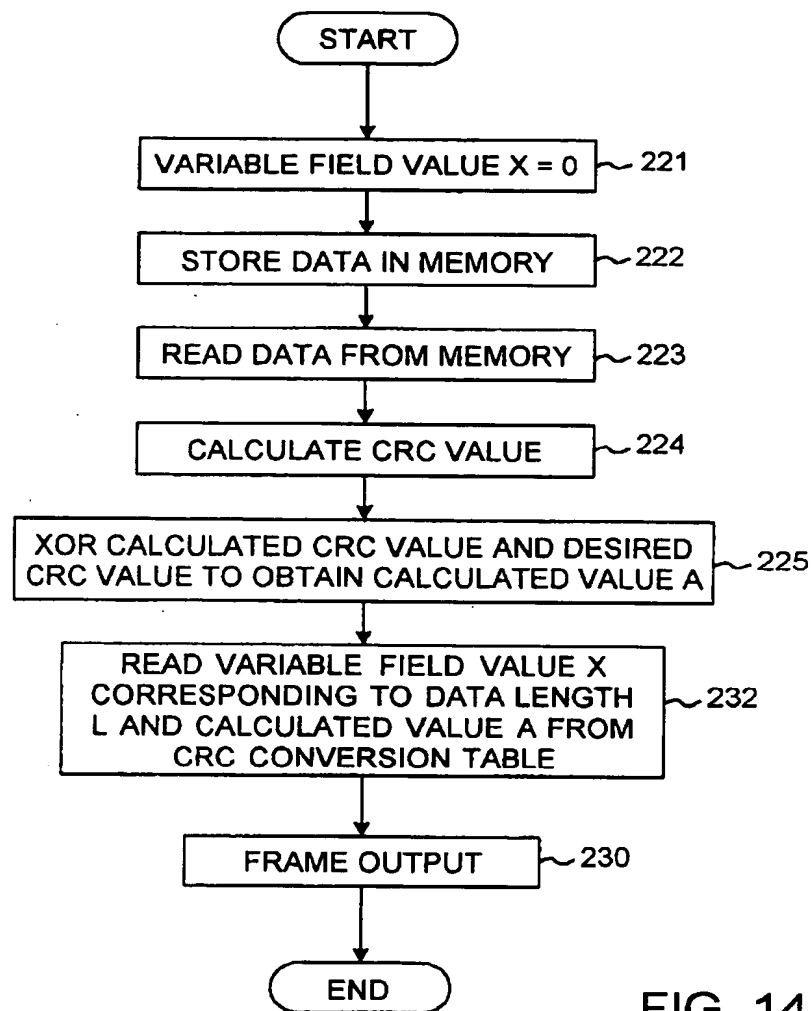 START
VARIABLE FIELD VALUE X = 0
221
STORE DATA IN MEMORY
222
READ DATA FROM MEMORY
223
CALCULATE CRC VALUE
224
XOR CALCULATED CRC VALUE AND DESIRED
CRC VALUE TO OBTAIN CALCULATED VALUE A
225
READ VARIABLE FIELD VALUE X
CORRESPONDING TO DATA LENGTH
L AND CALCULATED VALUE A FROM
CRC CONVERSION TABLE
232
FRAME OUTPUT
230
END
FIG. 14